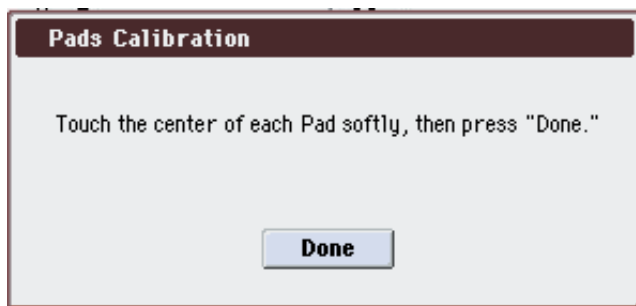 Pads Calibration
Touch the center of each Pad softly, then press "Done."
Done